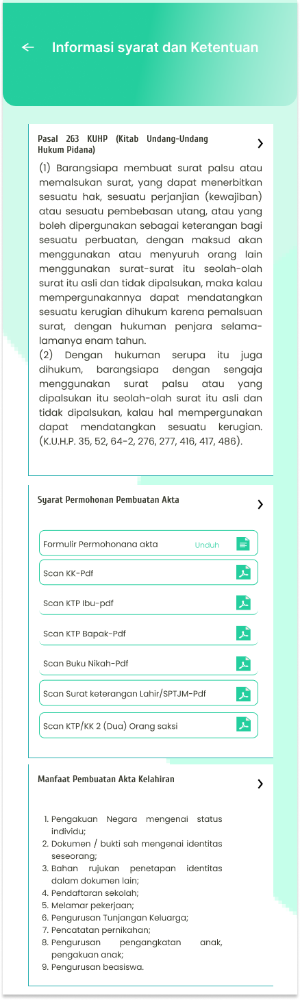 Informasi syarat dan Ketentuan
Pasal 263 KUHP (Kitab Undang-Undang
Hukum Pidana)
(1) Barangsiapa membuat surat palsu atau
memalsukan surat, yang dapat menerbitkan
sesuatu hak, sesuatu perjanjian (kewajiban)
atau sesuatu pembebasan utang, atau yang
boleh dipergunakan sebagai keterangan bagi
sesuatu perbuatan, dengan maksud akan
menggunakan atau menyuruh orang lain
menggunakan surat-surat itu seolah-olah
surat itu asli dan tidak dipalsukan, maka kalau
mempergunakannya dapat mendatangkan
sesuatu kerugian dihukum karena pemalsuan
surat, dengan hukuman penjara selama-
lamanya enam tahun.
(2) Dengan hukuman serupa itu juga
dihukum, barangsiapa dengan sengaja
menggunakan surat palsu atau yang
dipalsukan itu seolah-olah surat itu asli dan
tidak dipalsukan, kalau hal mempergunakan
dapat mendatangkan sesuatu kerugian.
(K.U.H.P. 35, 52, 64-2, 276, 277, 416, 417, 486).
Syarat Permohonan Pembuatan Akta
Formulir Permohonana akta Unduh
Scan KK-Pdf
Scan KTP Ibu-pdf
Scan KTP Bapak-Pdf
Scan Buku Nikah-Pdf
Scan Surat keterangan Lahir/SPTJM-Pdf
Scan KTP/KK 2 (Dua) Orang saksi
Manfaat Pembuatan Akta Kelahiran
1. Pengakuan Negara mengenai status
individu;
2. Dokumen / bukti sah mengenai identitas
seseorang;
3. Bahan rujukan penetapan identitas
dalam dokumen lain;
4. Pendaftaran sekolah;
5. Melamar pekerjaan;
6. Pengurusan Tunjangan Keluarga;
7. Pencatatan pernikahan;
8. Pengurusan pengangkatan anak,
pengakuan anak;
9. Pengurusan beasiswa.